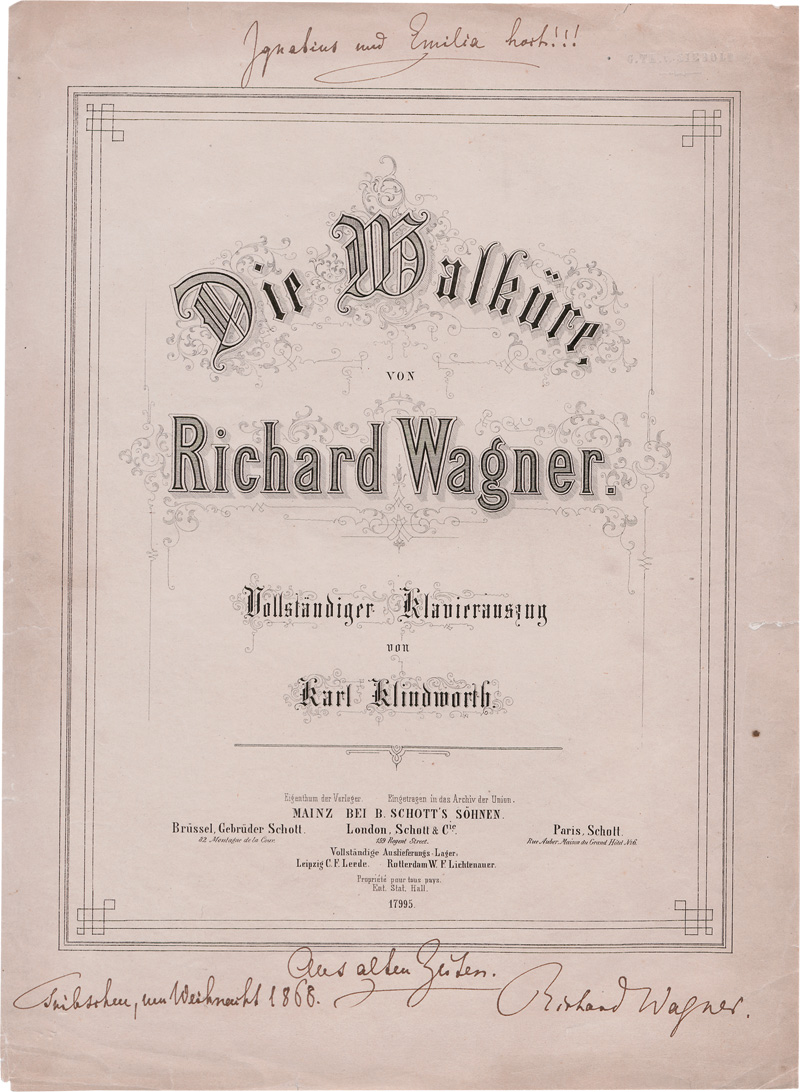 Ignatius und Emilia hort!!!
Die Walküre,
VON
Richard Wagner.
Vollständiger Klavierauszug
von
Karl Klindworth.
Eigenthum der Verleger. Eingetragen in das Archiv der Union.
MAINZ BEI B. SCHOTT'S SÖHNEN.
Brüssel, Gebrüder Schott. London, Schott & Cie. Paris, Schott.
82 Montagne de la Cour. 159 Regent Street. Rue Auber, Maison du Grand Hôtel No 6.
Vollständige Auslieferungs-Lager:
Leipzig C. F. Leede. Rotterdam W. F. Lichtenauer.
Propriété pour tous pays.
Ent. Stat. Hall.
17995.
Aus alten Zeiten.
Tribschen, um Weihnacht 1868. Richard Wagner.